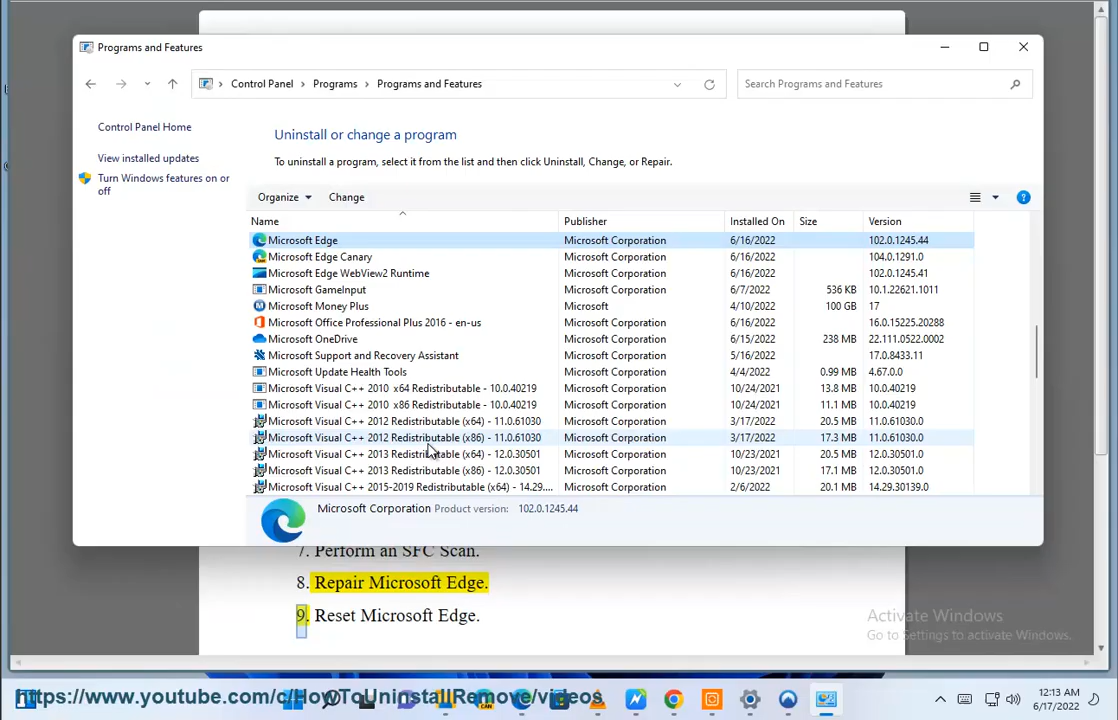 Programs and Features
Control Panel > Programs > Programs and Features
Search Programs and Features
Control Panel Home
View installed updates
Turn Windows features on or
off
Uninstall or change a program
To uninstall a program, select it from the list and then click Uninstall, Change, or Repair.
Organize Change
Name Publisher Installed On Size Version
Microsoft Edge Microsoft Corporation 6/16/2022 102.0.1245.44
Microsoft Edge Canary Microsoft Corporation 6/16/2022 104.0.1291.0
Microsoft Edge WebView2 Runtime Microsoft Corporation 6/16/2022 102.0.1245.41
Microsoft GameInput Microsoft Corporation 6/7/2022 536 KB 10.1.22621.1011
Microsoft Money Plus Microsoft 4/10/2022 100 GB 17
Microsoft Office Professional Plus 2016 - en-us Microsoft Corporation 6/16/2022 16.0.15225.20288
Microsoft OneDrive Microsoft Corporation 6/15/2022 238 MB 22.111.0522.0002
Microsoft Support and Recovery Assistant Microsoft Corporation 5/16/2022 17.0.8433.11
Microsoft Update Health Tools Microsoft Corporation 4/4/2022 0.99 MB 4.67.0.0
Microsoft Visual C++ 2010 x64 Redistributable - 10.0.40219 Microsoft Corporation 10/24/2021 13.8 MB 10.0.40219
Microsoft Visual C++ 2010 x86 Redistributable - 10.0.40219 Microsoft Corporation 10/24/2021 11.1 MB 10.0.40219
Microsoft Visual C++ 2012 Redistributable (x64) - 11.0.61030 Microsoft Corporation 3/17/2022 20.5 MB 11.0.61030.0
Microsoft Visual C++ 2012 Redistributable (x86) - 11.0.61030 Microsoft Corporation 3/17/2022 17.3 MB 11.0.61030.0
Microsoft Visual C++ 2013 Redistributable (x64) - 12.0.30501 Microsoft Corporation 10/23/2021 20.5 MB 12.0.30501.0
Microsoft Visual C++ 2013 Redistributable (x86) - 12.0.30501 Microsoft Corporation 10/23/2021 17.1 MB 12.0.30501.0
Microsoft Visual C++ 2015-2019 Redistributable (x64) - 14.29.... Microsoft Corporation 2/6/2022 20.1 MB 14.29.30139.0
Microsoft Corporation Product version: 102.0.1245.44
7. Perform an SFC Scan.
8. Repair Microsoft Edge.
9. Reset Microsoft Edge.
Activate Windows
Go to Settings to activate Windows.
https://www.youtube.com/c/HowToUninstallRemove/videos
CAN
12:13 AM
6/17/2022